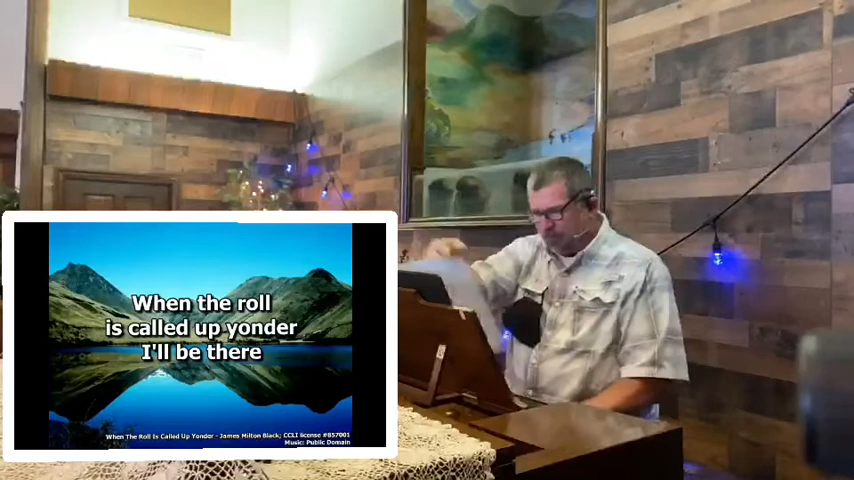 When the Roll
is called up yonder
I'll be there
When The Roll Is Called Up Yonder - James Milton Black; CCLI license #857001
Music: Public Domain